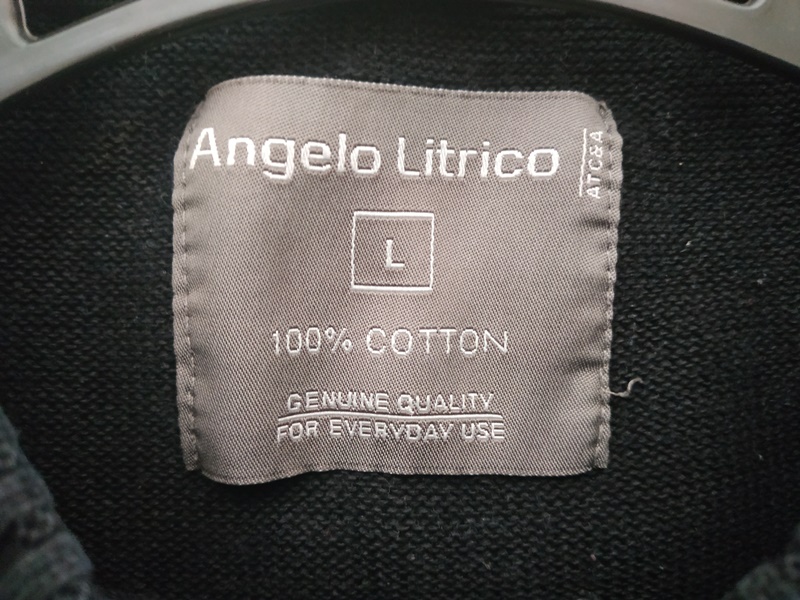 Angelo Litrico
ATC&A
L
100% COTTON
GENUINE QUALITY
FOR EVERYDAY USE